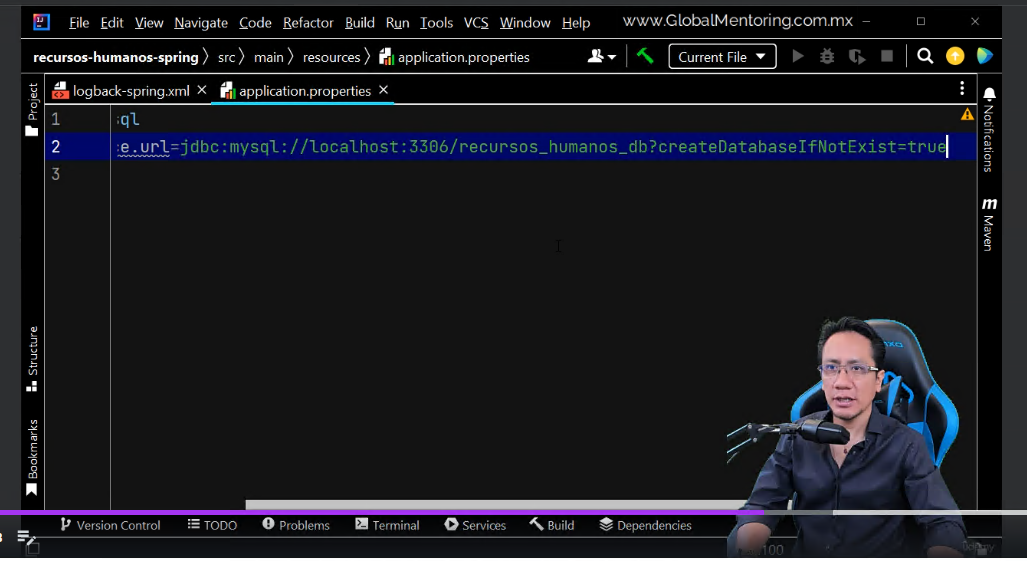 File Edit View Navigate Code Refactor Build Run Tools VCS Window Help www.GlobalMentoring.com.mx
recursos-humanos-spring src main resources application.properties Current File
Project
logback-spring.xml application.properties
Notifications
1 sql
2 e.url=jdbc:mysql://localhost:3306/recursos_humanos_db?createDatabaseIfNotExist=true
3
m Maven
Structure
Bookmarks
Version Control TODO Problems Terminal Services Build Dependencies